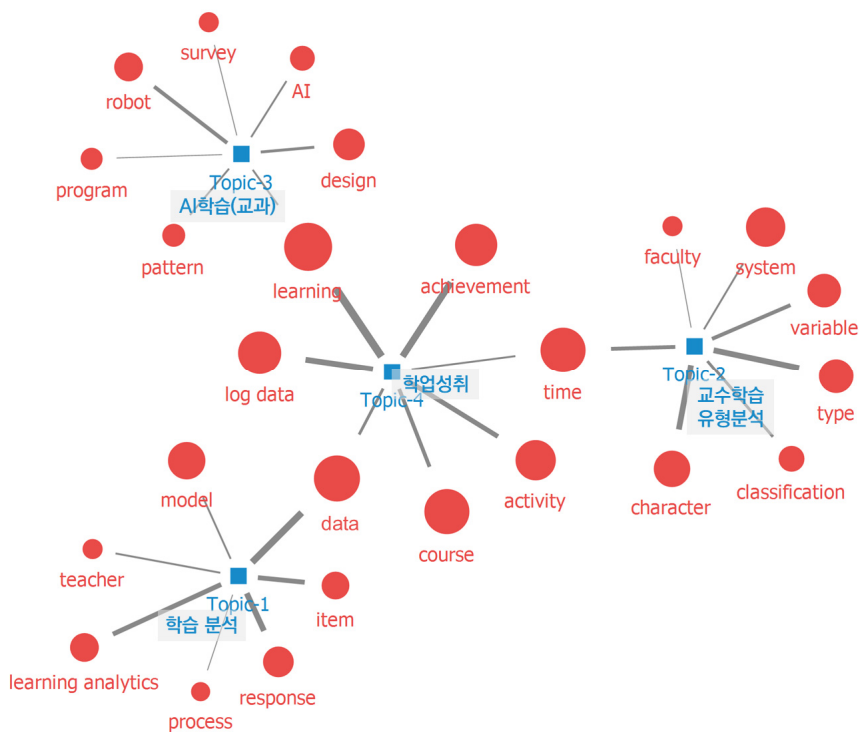 survey
AI
robot
program
design
Topic-3
AI학습(교과)
pattern
learning
achievement
faculty
system
variable
log data
Topic-4
학업성취
time
Topic-2
교수학습
유형분석
type
model
data
activity
character
classification
course
teacher
Topic-1
학습 분석
item
learning analytics
response
process